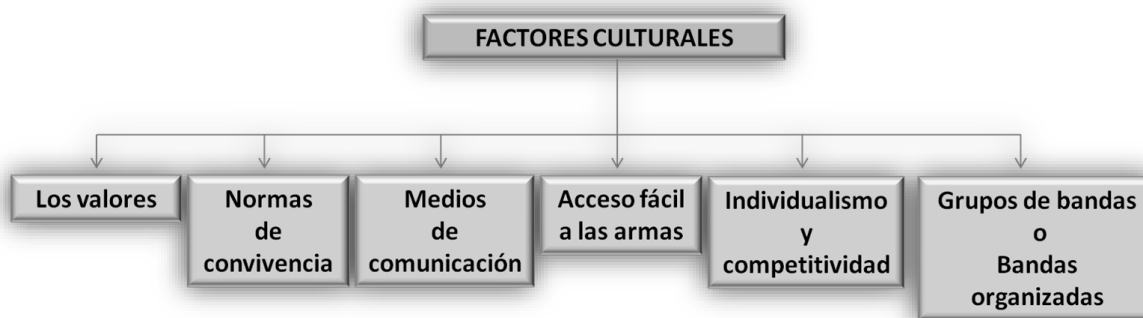 FACTORES CULTURALES
Los valores
Normas
de
convivencia
Medios
de
comunicación
Acceso fácil
a las armas
Individualismo
y
competitividad
Grupos de bandas
o
Bandas
organizadas